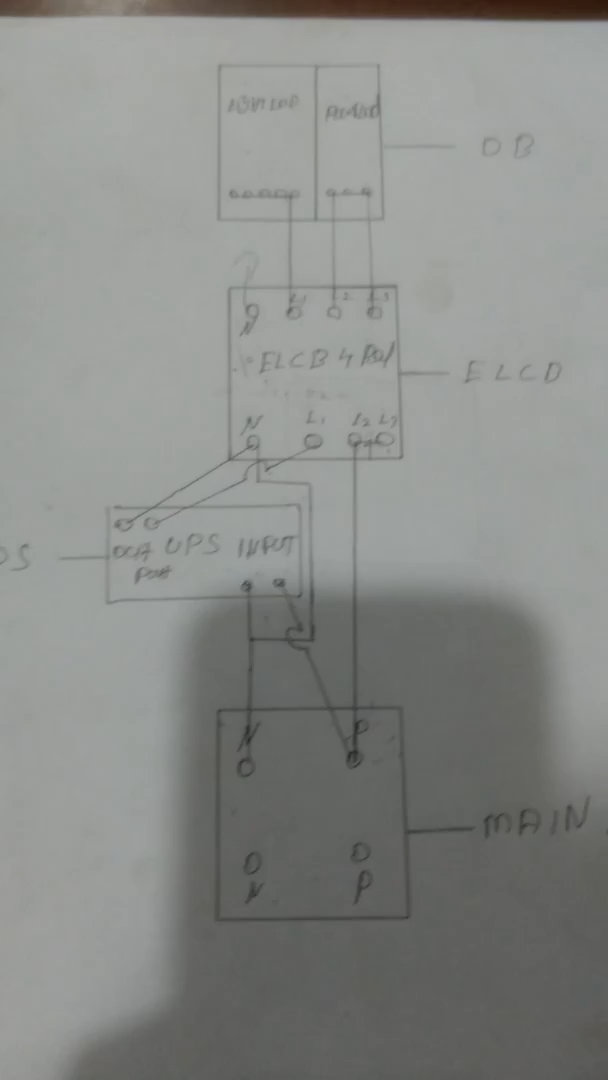 DB
N L1 L2 L3
ELCB 4 Pol
ELCD
N L1 L2 L3
UPS INPUT
N P
MAIN
N P